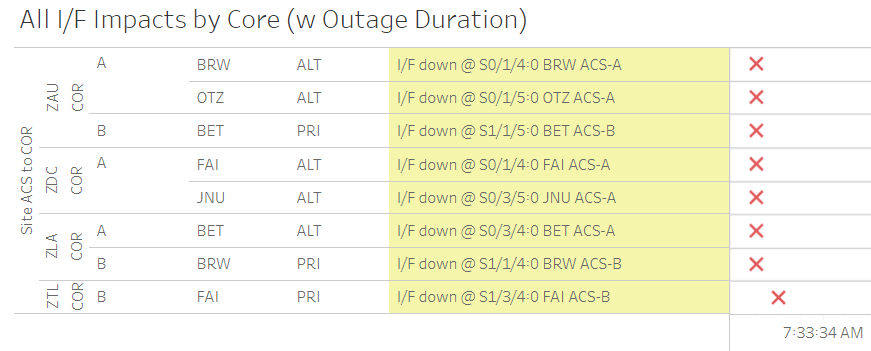 All I/F Impacts by Core (w Outage Duration)
Site ACS to COR
ZAU COR
A BRW ALT I/F down @ S0/1/4:0 BRW ACS-A
OTZ ALT I/F down @ S0/1/5:0 OTZ ACS-A
B BET PRI I/F down @ S1/1/5:0 BET ACS-B
ZDC COR
A FAI ALT I/F down @ S0/1/4:0 FAI ACS-A
JNU ALT I/F down @ S0/3/5:0 JNU ACS-A
ZLA COR
A BET ALT I/F down @ S0/3/4:0 BET ACS-A
B BRW PRI I/F down @ S1/1/4:0 BRW ACS-B
ZTL COR
B FAI PRI I/F down @ S1/3/4:0 FAI ACS-B
7:33:34 AM